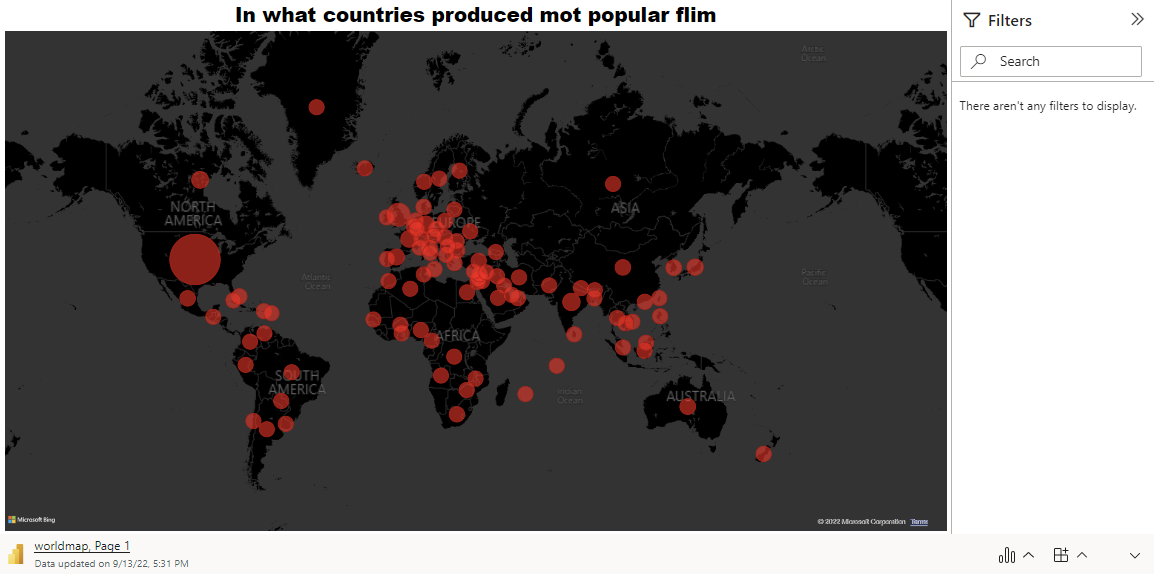 In what countries produced mot popular flim
Filters
Search
There aren't any filters to display.
Arctic
Ocean
NORTH
AMERICA
EUROPE
ASIA
Atlantic
Ocean
Pacific
Ocean
AFRICA
SOUTH
AMERICA
Indian
Ocean
AUSTRALIA
Microsoft Bing
© 2022 Microsoft Corporation Terms
worldmap, Page 1
Data updated on 9/13/22, 5:31 PM